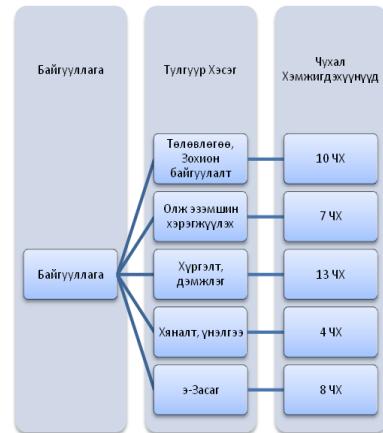 Байгууллага
Тулгуур Хэсэг
Чухал
Хэмжигдэхүүнүүд
Төлөвлөгөө,
Зохион
байгуулалт
10 ЧХ
Олж эзэмшин
хэрэгжүүлэх
7 ЧХ
Байгууллага
Хүргэлт,
дэмжлэг
13 ЧХ
Хяналт, үнэлгээ
4 ЧХ
э-Засаг
8 ЧХ